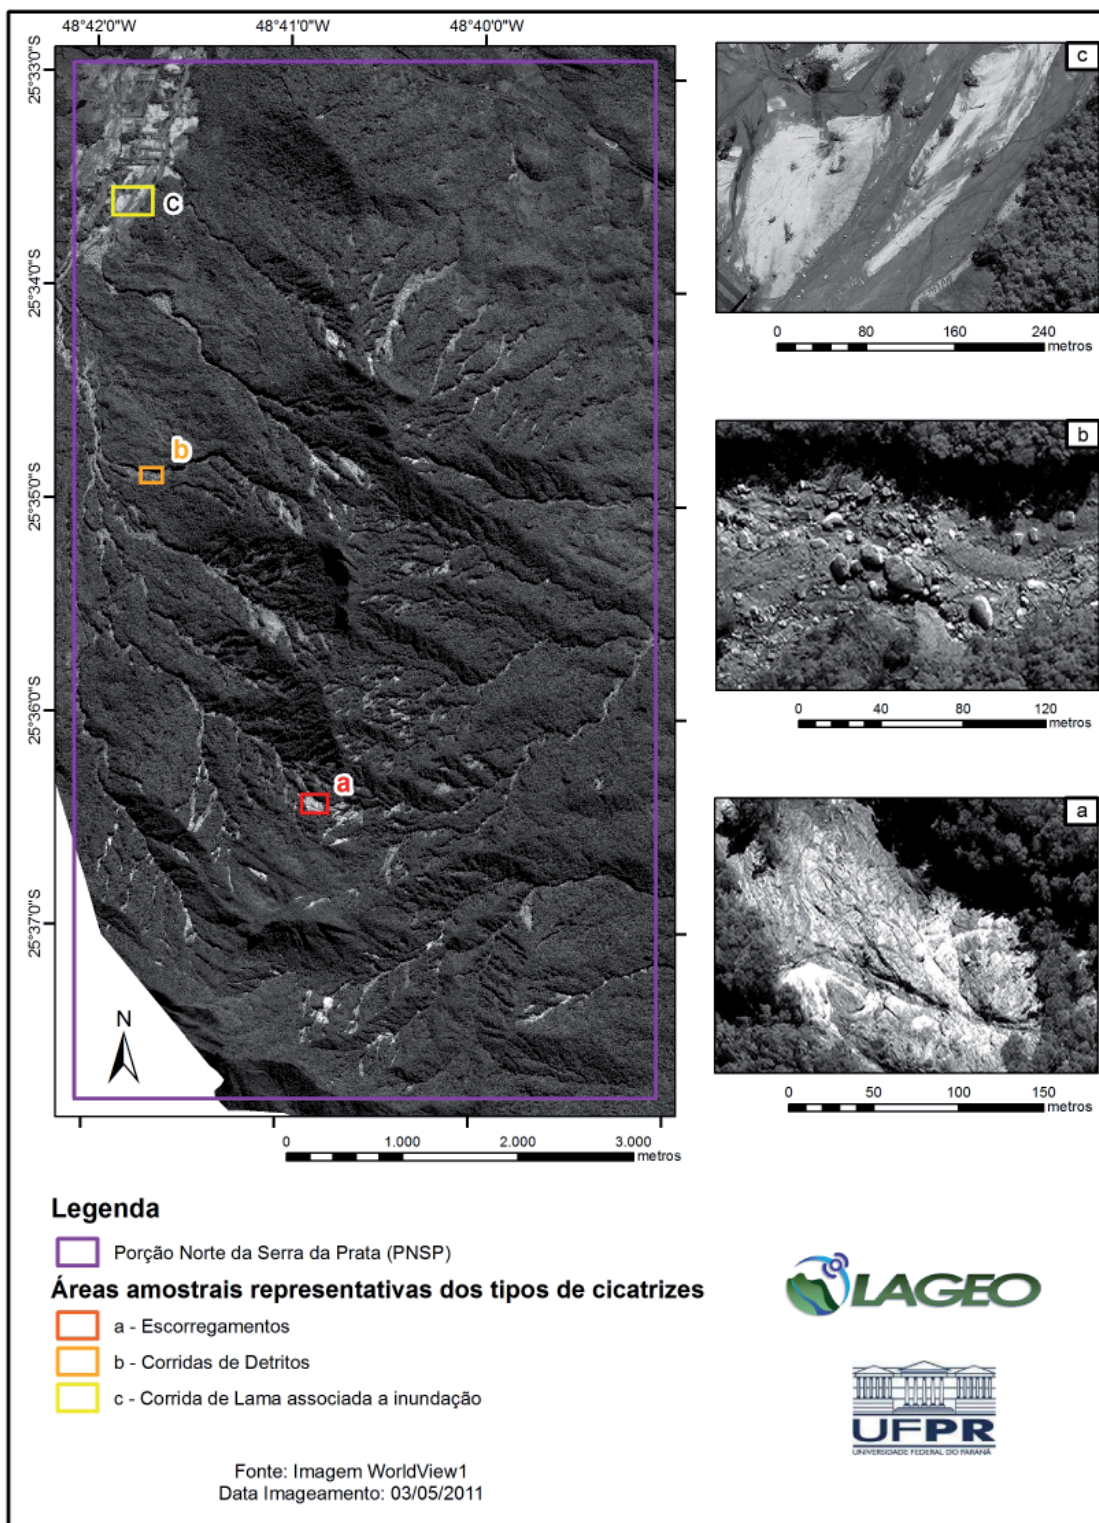 48°42'0"W 48°41'0"W 48°40'0"W
25°33'0"S
25°34'0"S
25°35'0"S
25°36'0"S
25°37'0"S
c
b
a
N
0 1.000 2.000 3.000
metros
c
0 80 160 240
metros
b
0 40 80 120
metros
a
0 50 100 150
metros
Legenda
Porção Norte da Serra da Prata (PNSP)
Áreas amostrais representativas dos tipos de cicatrizes
a - Escorregamentos
b - Corridas de Detritos
c - Corrida de Lama associada a inundação
LAGEO
UFPR
UNIVERSIDADE FEDERAL DO PARANÁ
Fonte: Imagem WorldView1
Data Imageamento: 03/05/2011